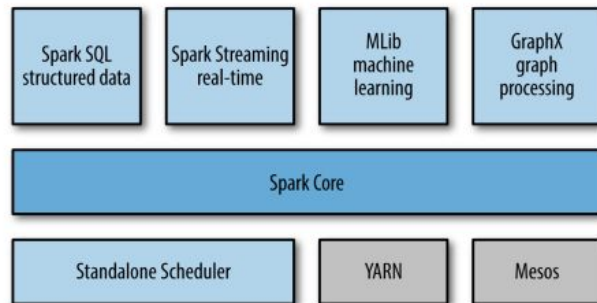 Spark SQL
structured data
Spark Streaming
real-time
MLib
machine
learning
GraphX
graph
processing
Spark Core
Standalone Scheduler
YARN
Mesos